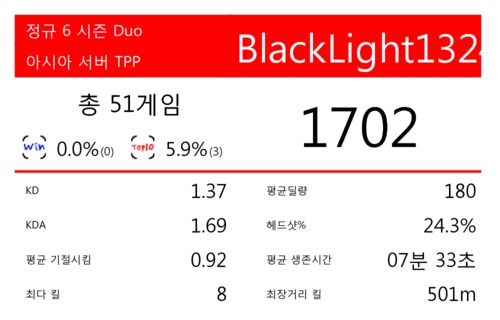 정규 6 시즌 Duo
아시아 서버 TPP
BlackLight132
총 51게임
1702
Win 0.0%(0) Top10 5.9%(3)
KD 1.37 평균딜량 180
KDA 1.69 헤드샷% 24.3%
평균 기절시킴 0.92 평균 생존시간 07분 33초
최다 킬 8 최장거리 킬 501m